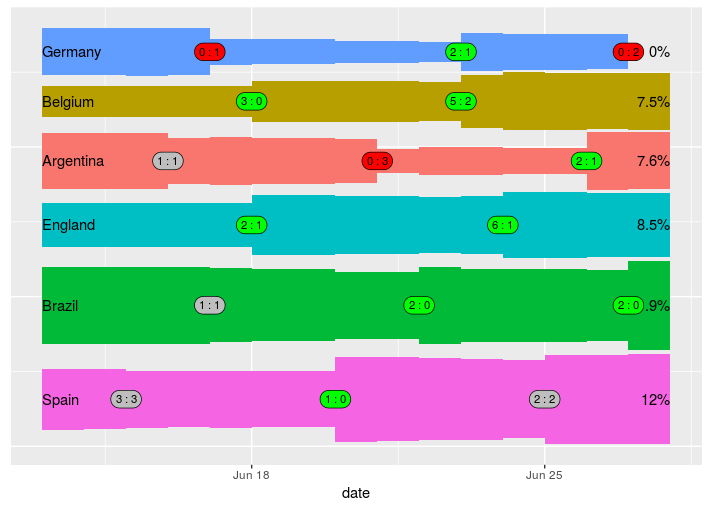 Germany 0 : 1 2 : 1 0 : 2 0%
Belgium 3 : 0 5 : 2 7.5%
Argentina 1 : 1 0 : 3 2 : 1 7.6%
England 2 : 1 6 : 1 8.5%
Brazil 1 : 1 2 : 0 2 : 0 .9%
Spain 3 : 3 1 : 0 2 : 2 12%
Jun 18 Jun 25
date